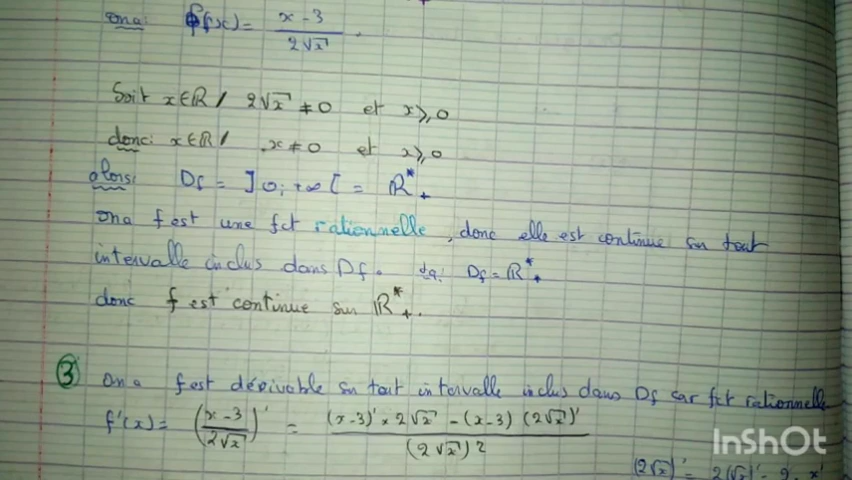 ona: f(x) = x - 3 / 2√x .
Soit x∈ℝ / 2√x ≠ 0 et x ⩾ 0
donc: x∈ℝ / x ≠ 0 et x ⩾ 0
alors: Df = ]0; +∞[ = ℝ*₊
ona f est une fct rationnelle, donc elle est continue sur tout
intervalle inclus dans Df. tq: Df = ℝ*₊
donc f est continue sur ℝ*₊.
③ On a f est dérivable sur tout intervalle inclus dans Df car fct rationnelle
f'(x) = (x-3 / 2√x)' = (x-3)' × 2√x - (x-3) (2√x)' / (2√x)²
(2√x)' = 2(√x)'
InShOt